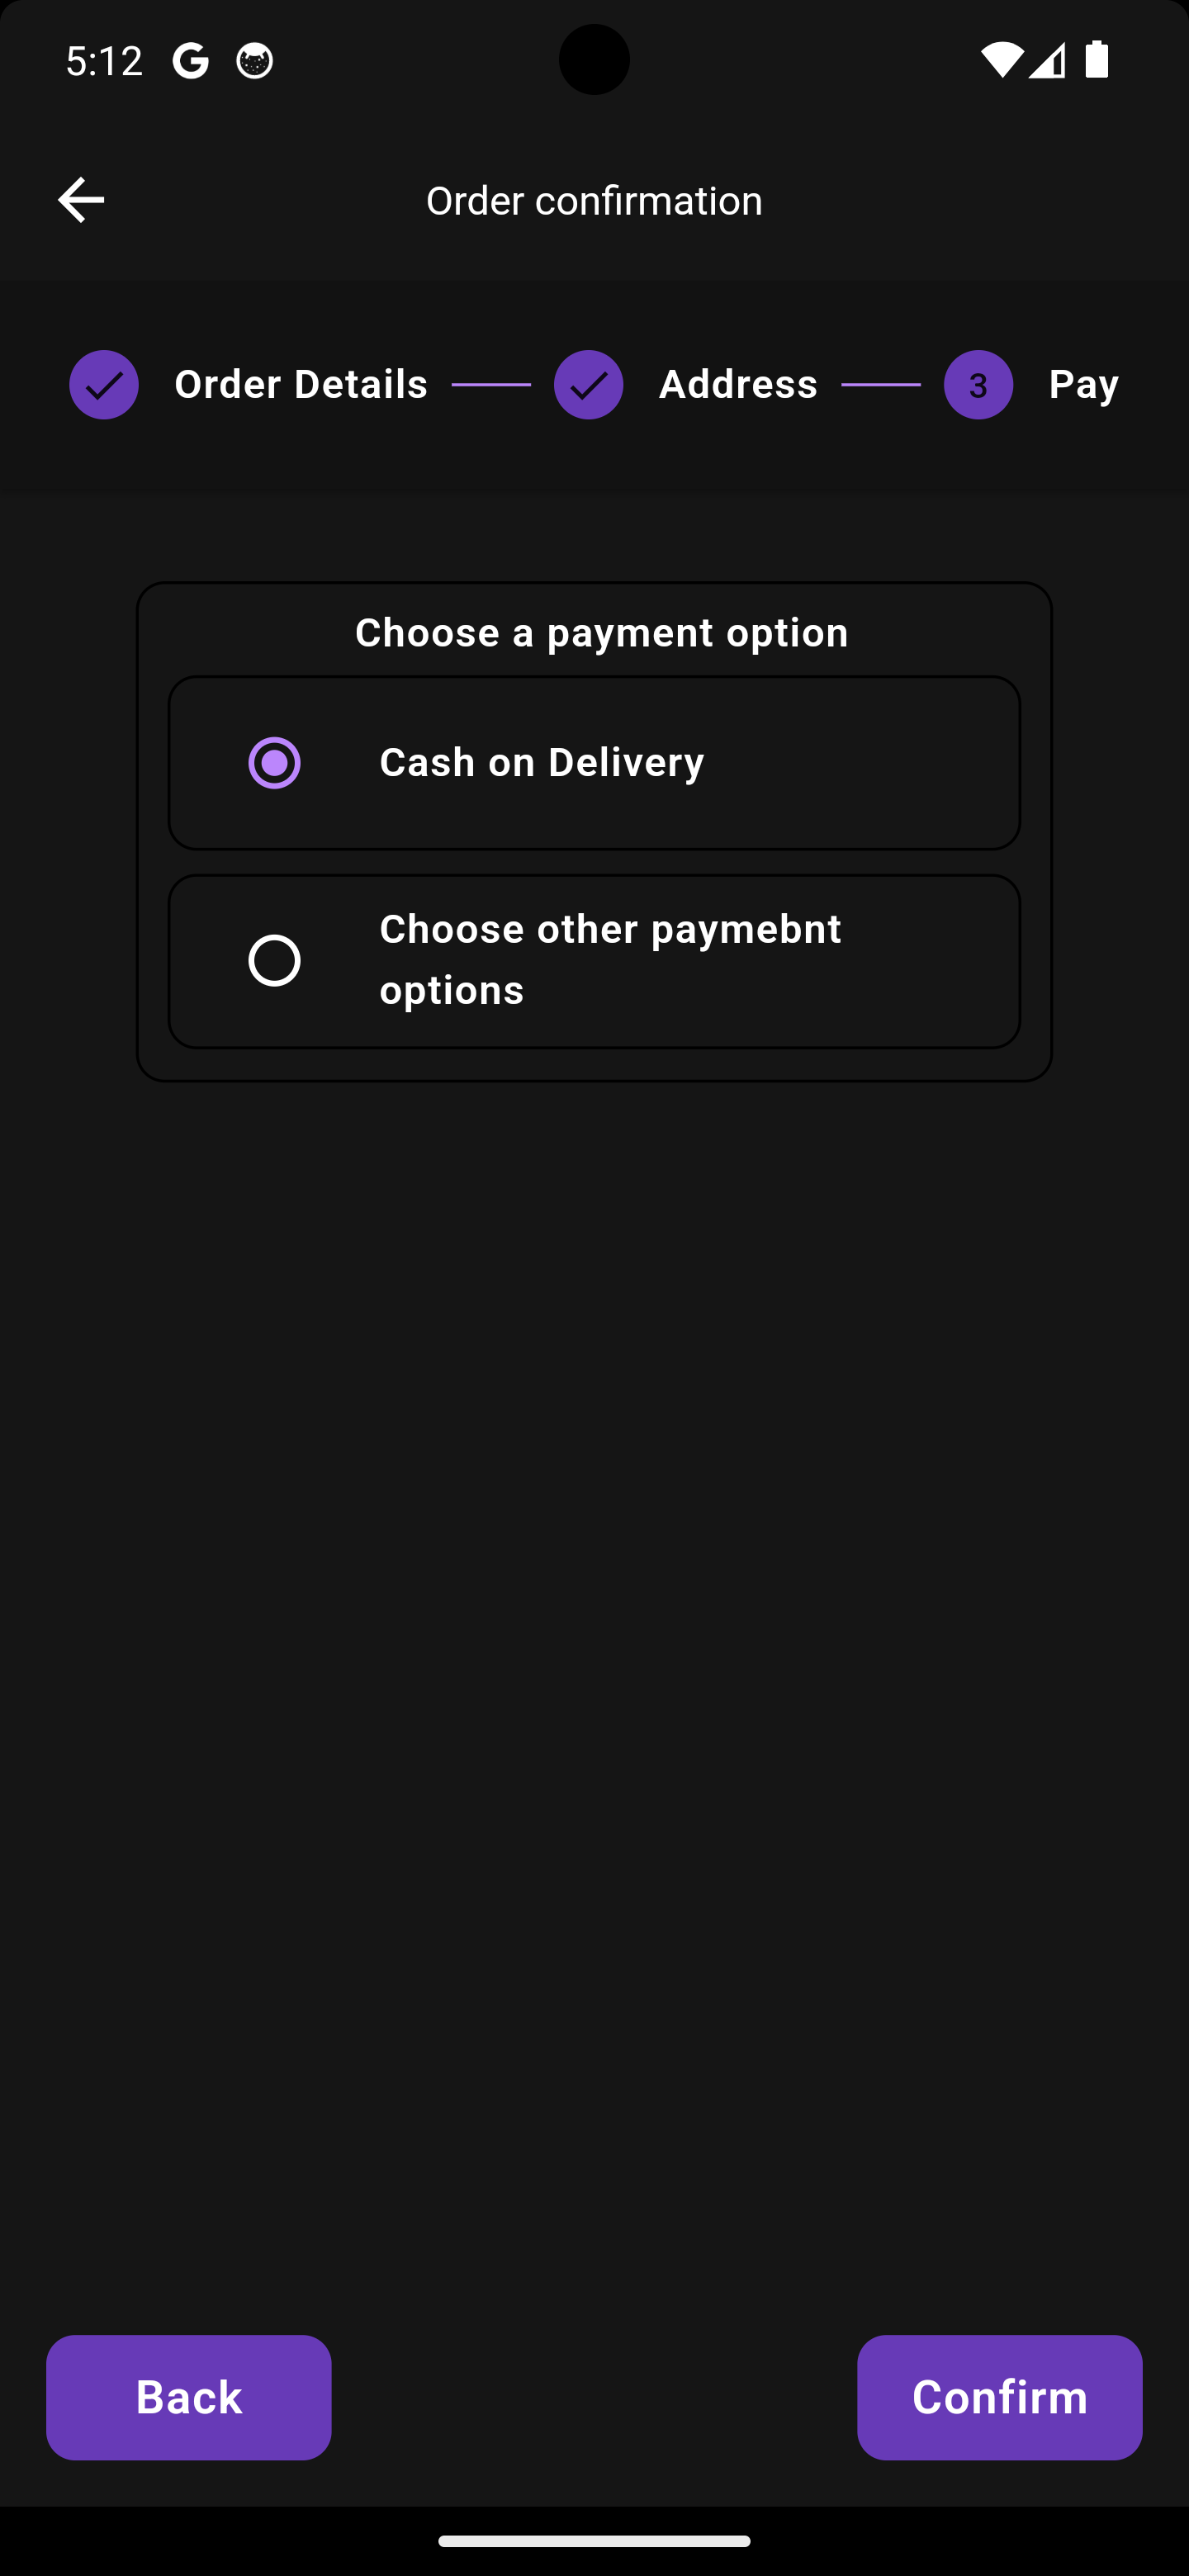 5:12
Order confirmation
Order Details
Address
3 Pay
Choose a payment option
Cash on Delivery
Choose other paymebnt
options
Back
Confirm